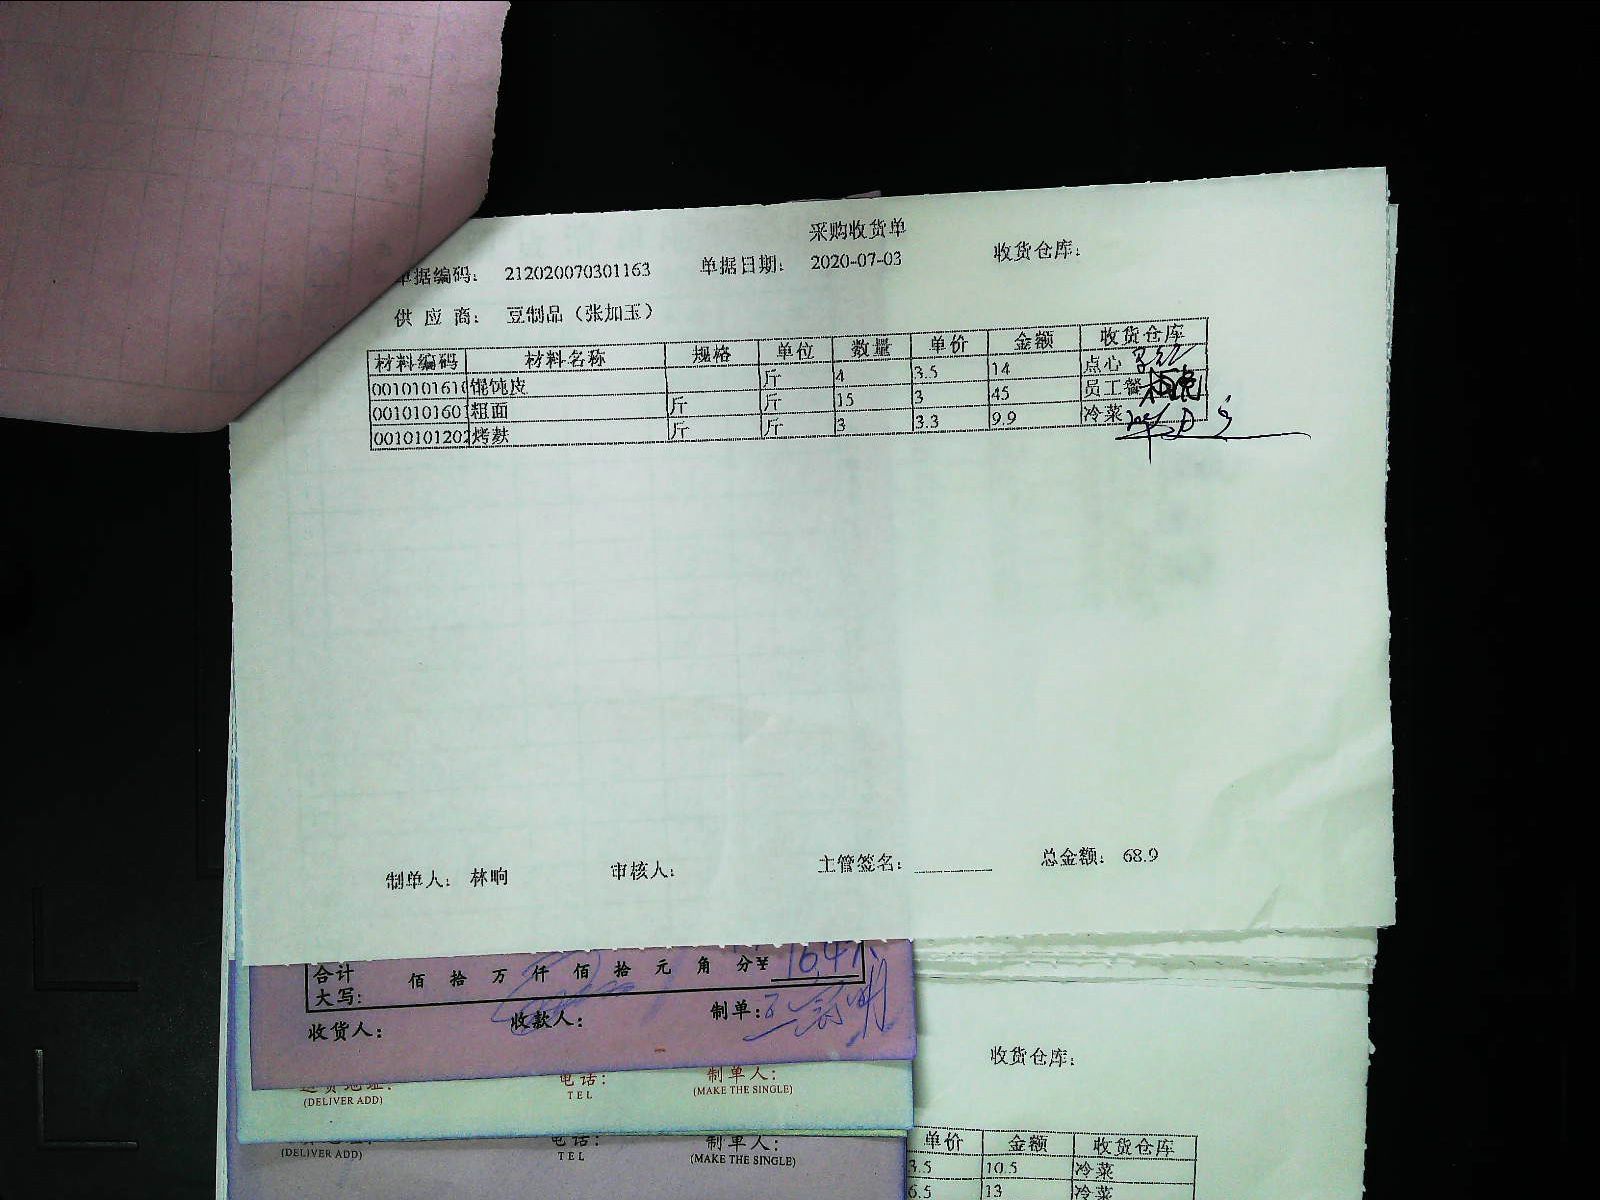 采购收货单
单据编码: 212020070301163 单据日期: 2020-07-03 收货仓库:
供 应 商: 豆制品（张加玉）
材料编码 材料名称 规格 单位 数量 单价 金额 收货仓库
0010101610 馄饨皮 斤 4 3.5 14 点心
001010160 粗面 斤 斤 15 3 45 员工餐
0010101202 烤麸 斤 斤 3 3.3 9.9 冷菜
制单人: 林晌 审核人: 主管签名: 总金额: 68.9
合计
大写: 佰 拾 万 仟 佰 拾 元 角 分¥ 164
收货人: 收款人: 制单:
收货仓库:
电话: 制单人:
(DELIVER ADD) TEL (MAKE THE SINGLE)
电话: 制单人:
(DELIVER ADD) TEL (MAKE THE SINGLE)
单价 金额 收货仓库
3.5 10.5 冷菜
6.5 13 冷菜